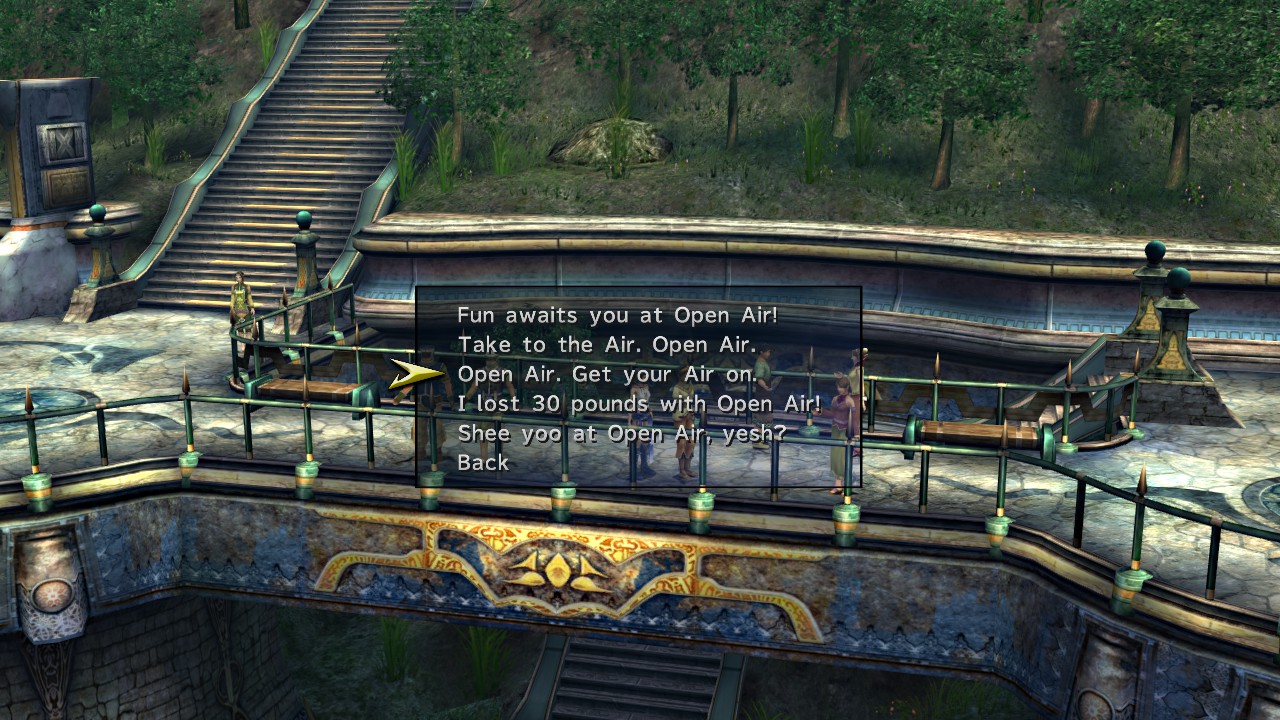 Fun awaits you at Open Air!
Take to the Air. Open Air.
Open Air. Get your Air on.
I lost 30 pounds with Open Air!
Shee yoo at Open Air, yesh?
Back